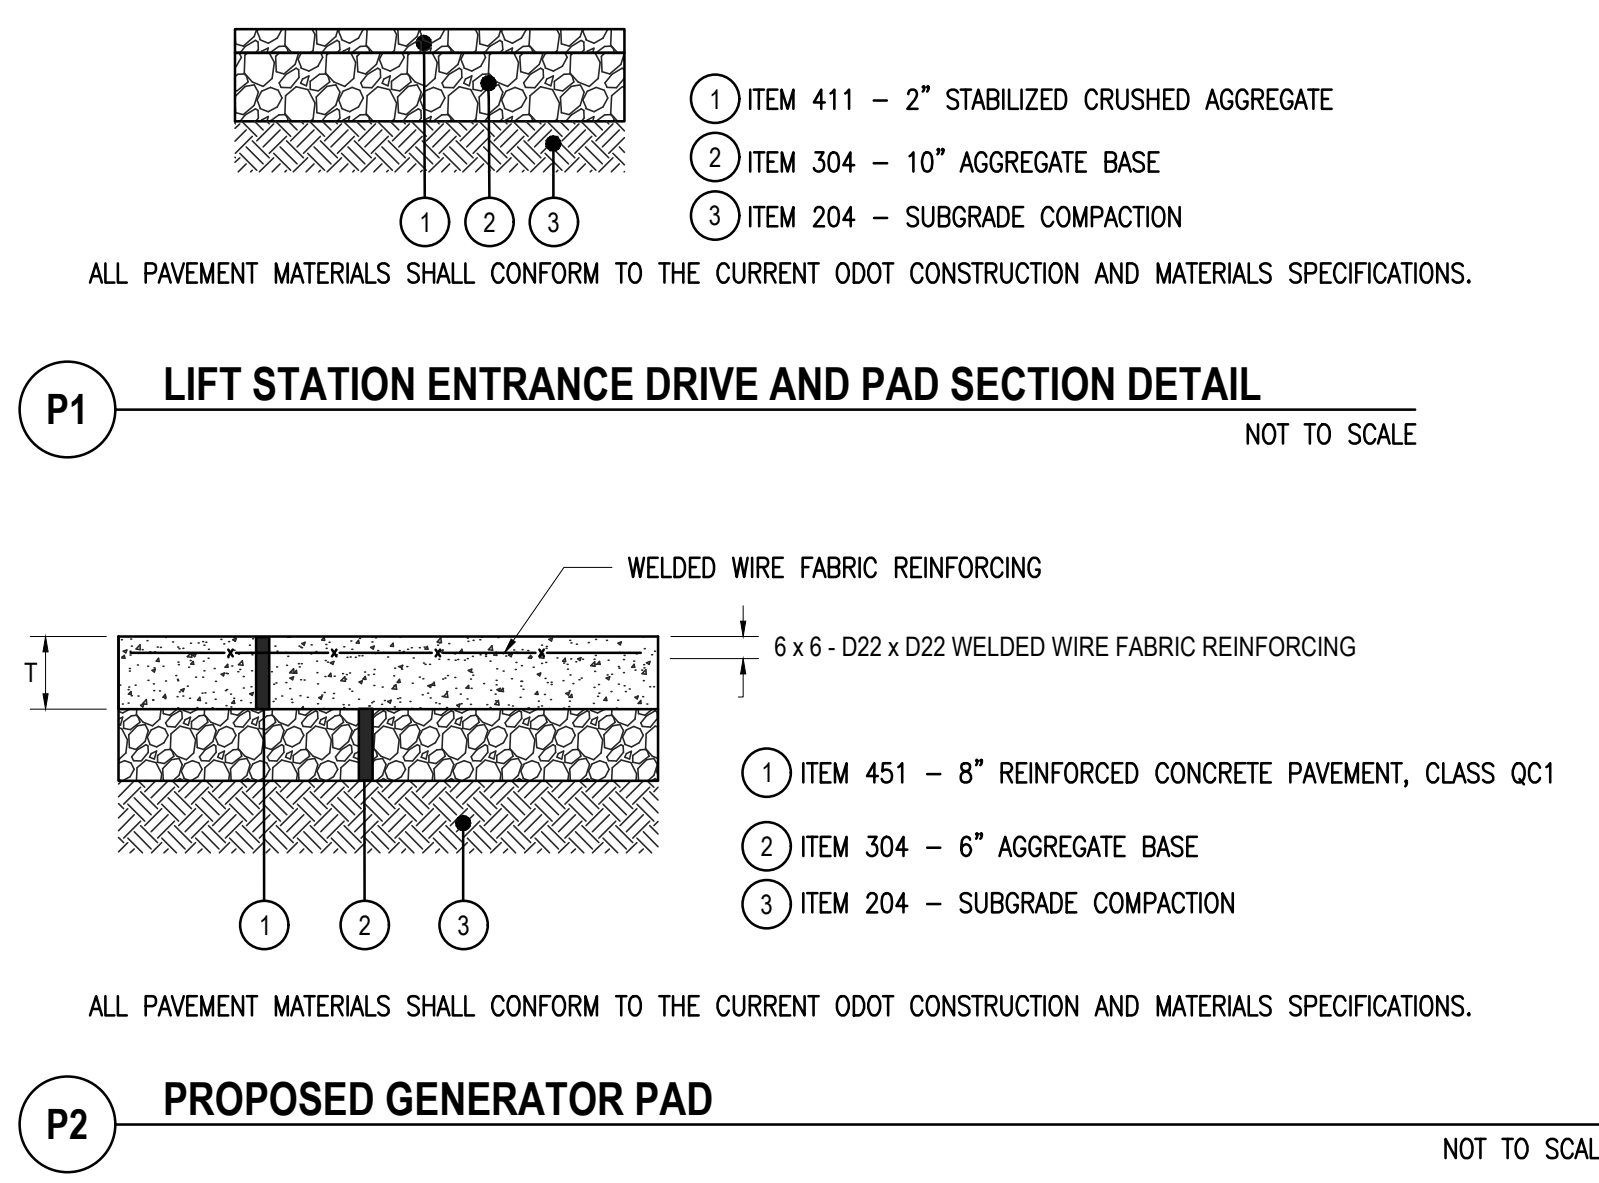 1 ITEM 411 – 2” STABILIZED CRUSHED AGGREGATE
2 ITEM 304 – 10” AGGREGATE BASE
3 ITEM 204 – SUBGRADE COMPACTION
1 2 3
ALL PAVEMENT MATERIALS SHALL CONFORM TO THE CURRENT ODOT CONSTRUCTION AND MATERIALS SPECIFICATIONS.
P1 LIFT STATION ENTRANCE DRIVE AND PAD SECTION DETAIL
NOT TO SCALE
WELDED WIRE FABRIC REINFORCING
6 x 6 - D22 x D22 WELDED WIRE FABRIC REINFORCING
T
1 ITEM 451 – 8” REINFORCED CONCRETE PAVEMENT, CLASS QC1
2 ITEM 304 – 6” AGGREGATE BASE
3 ITEM 204 – SUBGRADE COMPACTION
1 2 3
ALL PAVEMENT MATERIALS SHALL CONFORM TO THE CURRENT ODOT CONSTRUCTION AND MATERIALS SPECIFICATIONS.
P2 PROPOSED GENERATOR PAD
NOT TO SCAL